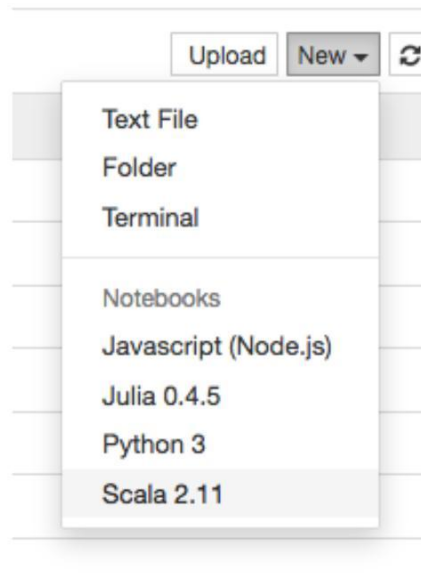 Upload New
Text File
Folder
Terminal
Notebooks
Javascript (Node.js)
Julia 0.4.5
Python 3
Scala 2.11